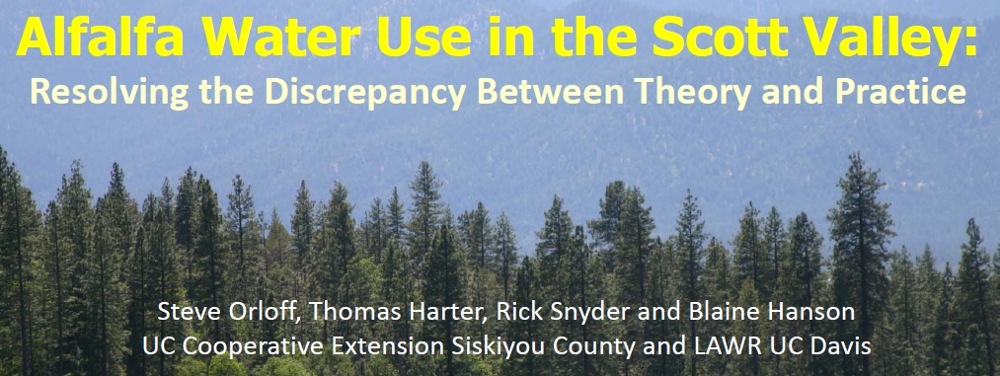 Alfalfa Water Use in the Scott Valley:
Resolving the Discrepancy Between Theory and Practice
Steve Orloff, Thomas Harter, Rick Snyder and Blaine Hanson
UC Cooperative Extension Siskiyou County and LAWR UC Davis